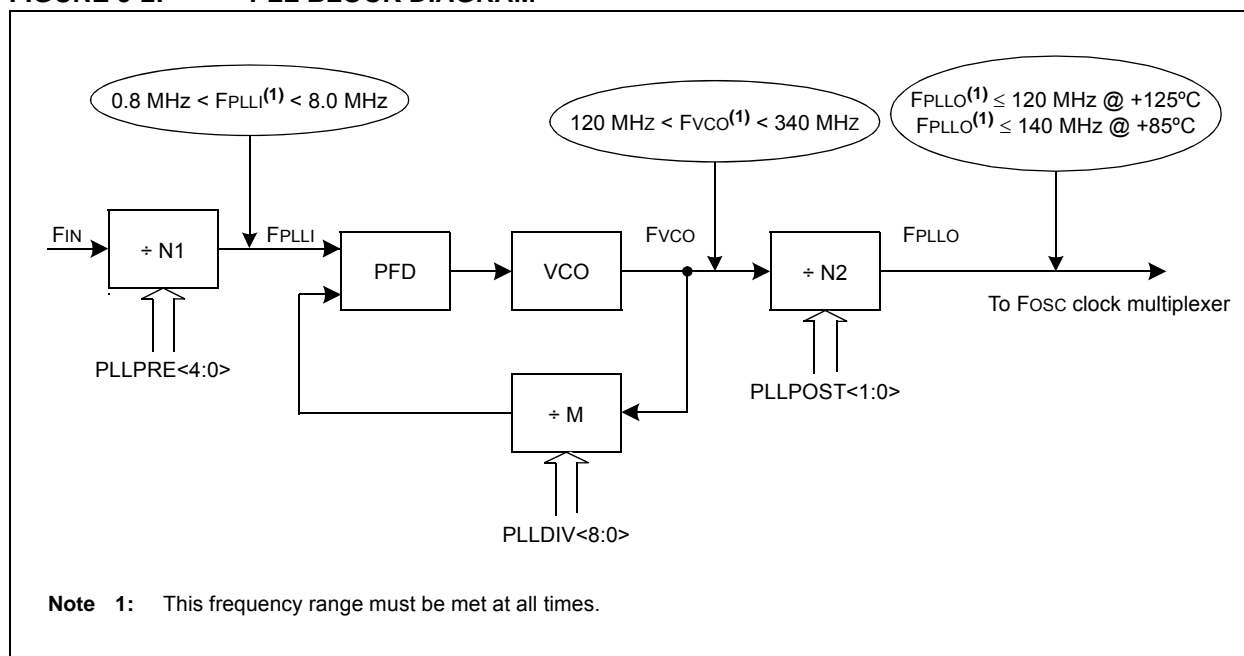 FIGURE 9-2: PLL BLOCK DIAGRAM
0.8 MHz < FPLLI(1) < 8.0 MHz
120 MHz < FVCO(1) < 340 MHz
FPLLO(1) ≤ 120 MHz @ +125ºC
FPLLO(1) ≤ 140 MHz @ +85ºC
FIN
÷ N1
FPLLI
PFD
VCO
FVCO
÷ N2
FPLLO
To FOSC clock multiplexer
PLLPRE<4:0>
÷ M
PLLPOST<1:0>
PLLDIV<8:0>
Note 1: This frequency range must be met at all times.